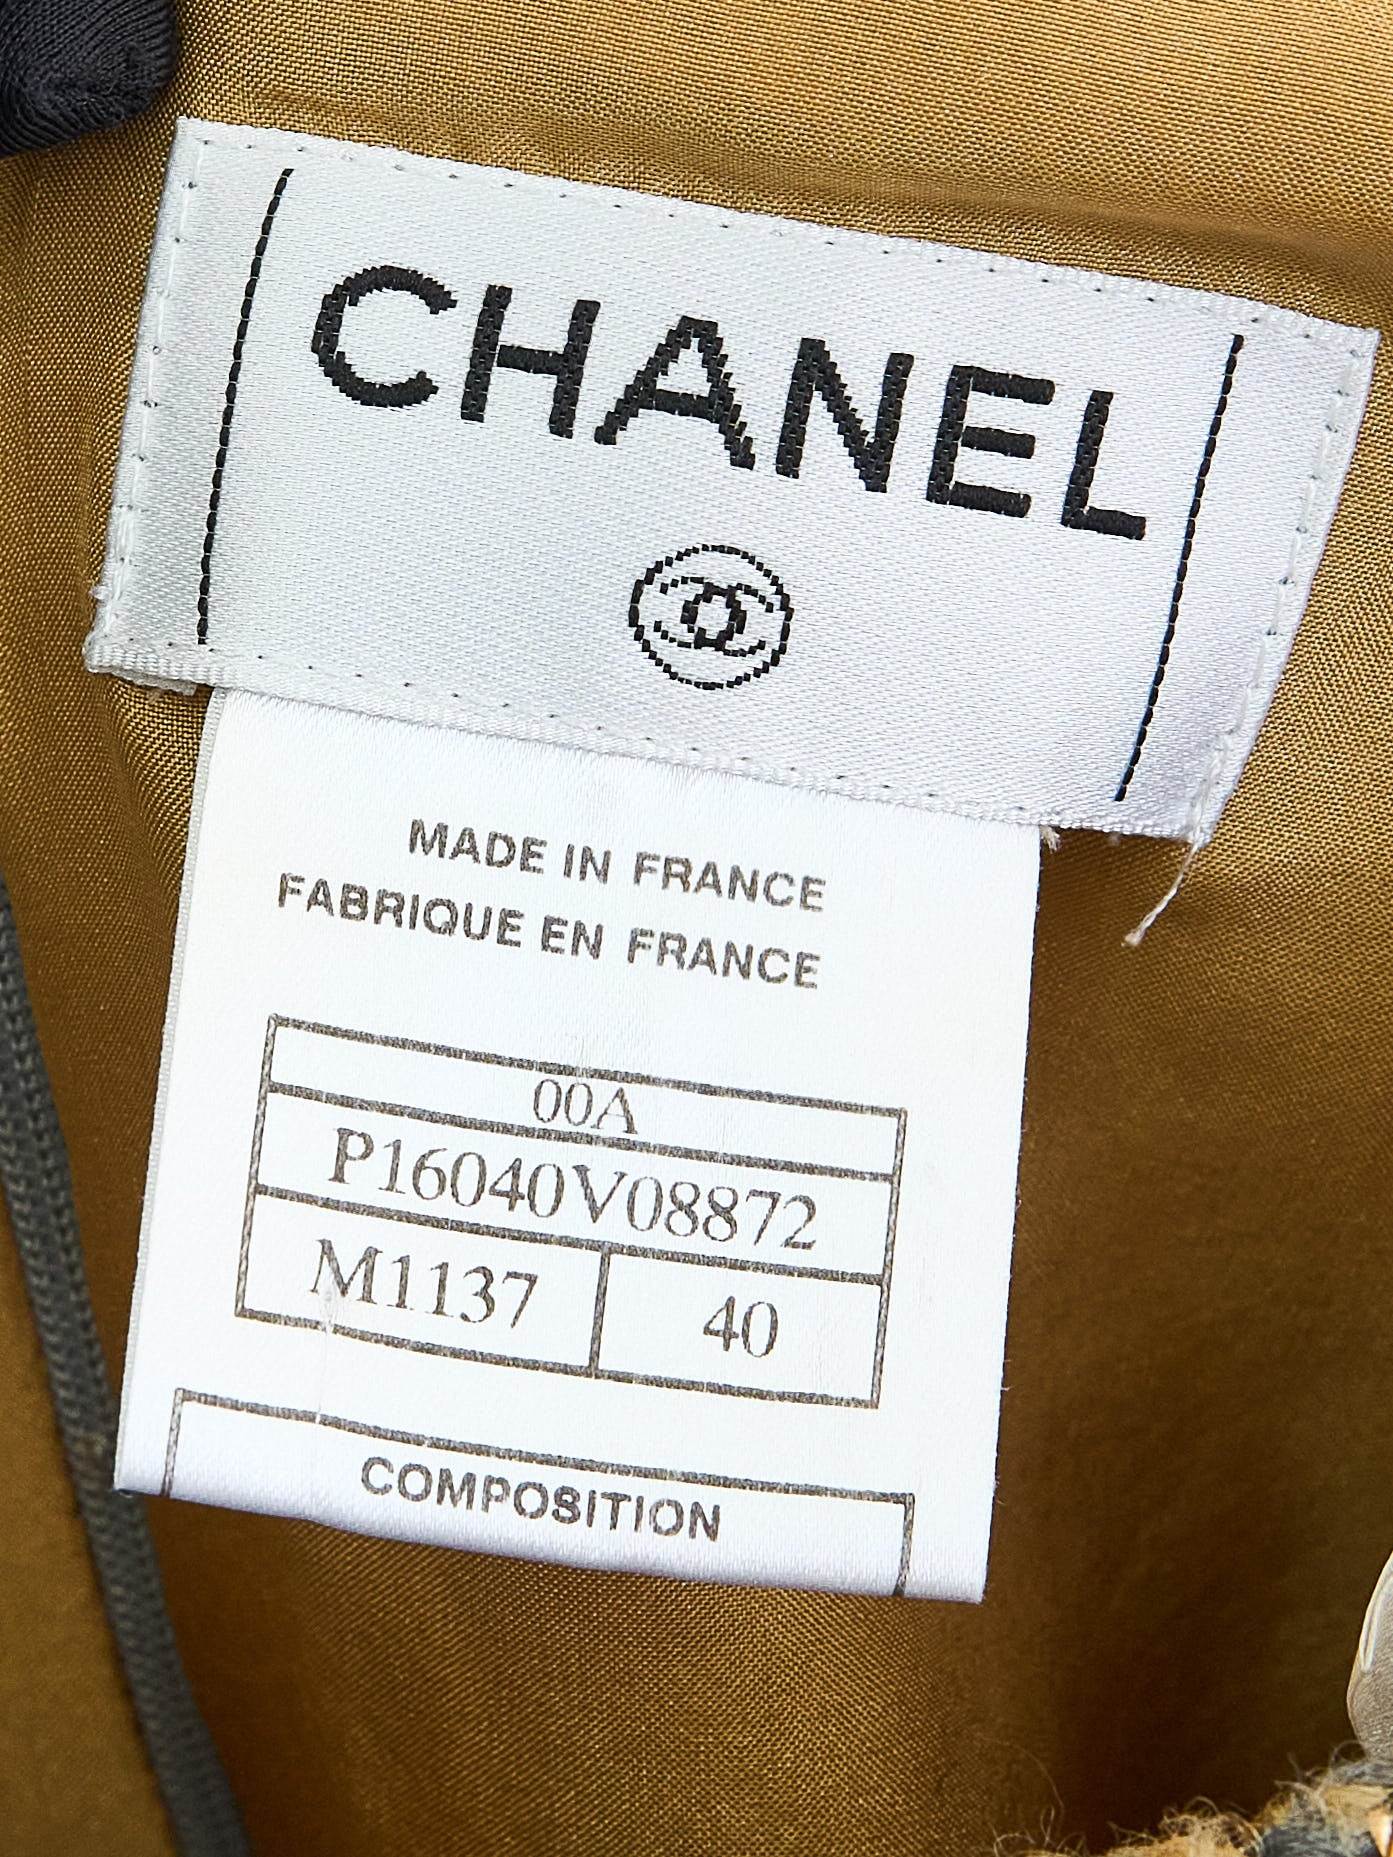 CHANEL
MADE IN FRANCE
FABRIQUE EN FRANCE
00A
P16040V08872
M1137 40
COMPOSITION